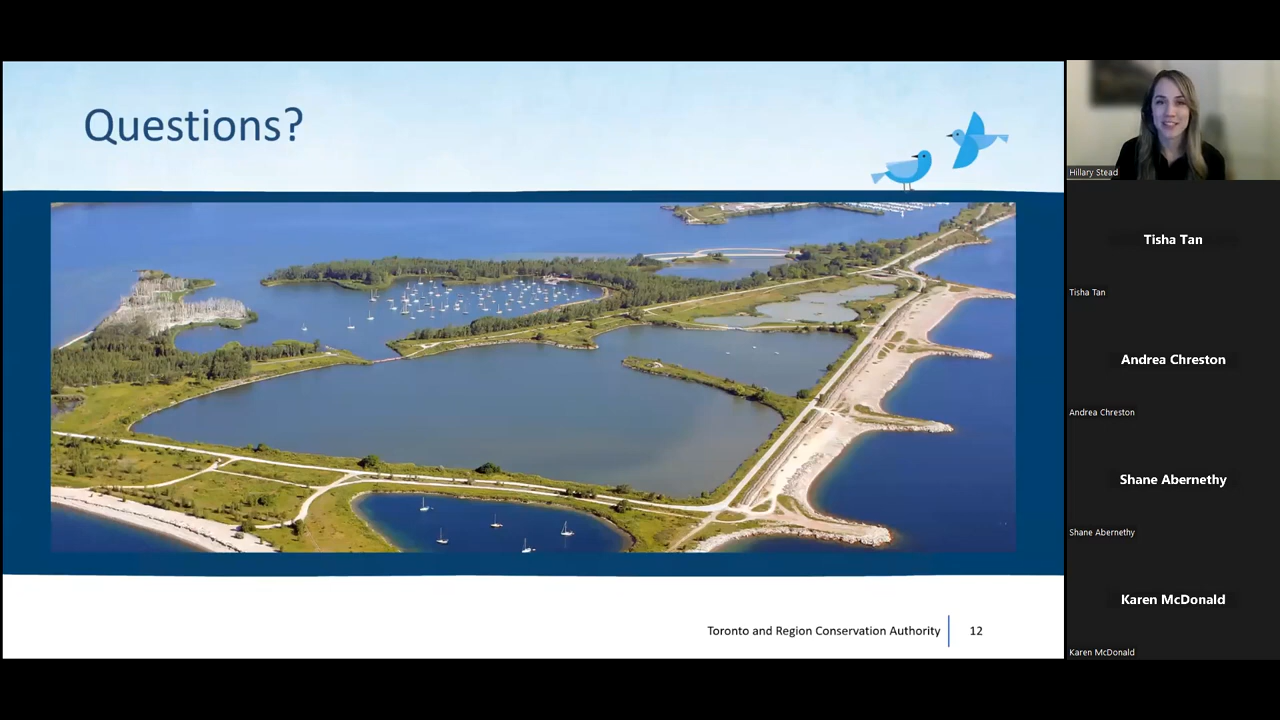 Questions?
Toronto and Region Conservation Authority
12
Hillary Stead
Tisha Tan
Tisha Tan
Andrea Chreston
Andrea Chreston
Shane Abernethy
Shane Abernethy
Karen McDonald
Karen McDonald